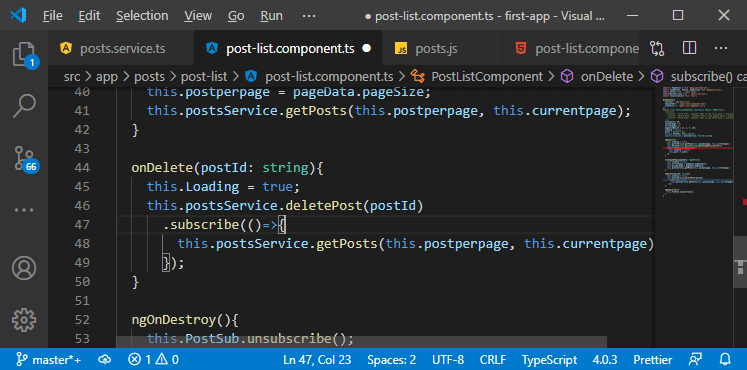 File Edit Selection View Go Run ··· ● post-list.component.ts - first-app - Visual ...
posts.service.ts post-list.component.ts ● JS posts.js post-list.compone
src > app > posts > post-list > post-list.component.ts > PostListComponent > onDelete > subscribe() ca
40 this.postperpage = pageData.pageSize;
41 this.postsService.getPosts(this.postperpage, this.currentpage);
42 }
43
44 onDelete(postId: string){
45 this.Loading = true;
46 this.postsService.deletePost(postId)
47 .subscribe(()=>{
48 this.postsService.getPosts(this.postperpage, this.currentpage)
49 });
50 }
51
52 ngOnDestroy(){
53 this.PostSub.unsubscribe();
1
66
master*+ 1 0 Ln 47, Col 23 Spaces: 2 UTF-8 CRLF TypeScript 4.0.3 Prettier